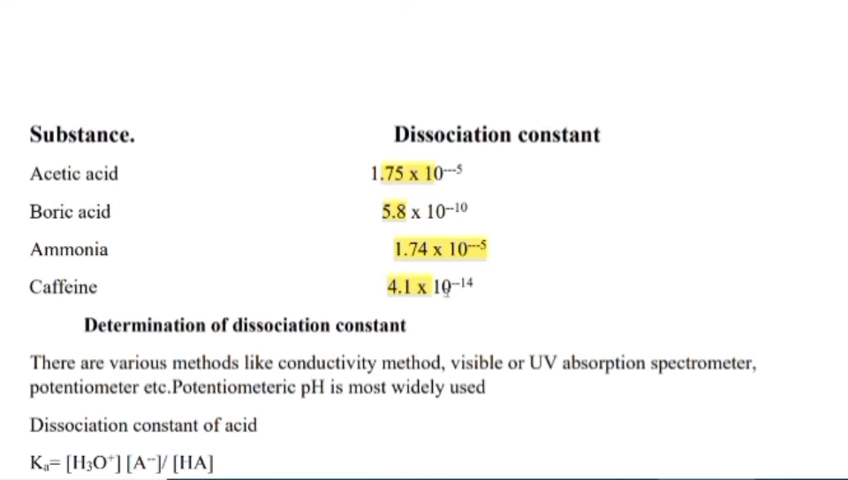 Substance. Dissociation constant
Acetic acid 1.75 x 10⁻⁻⁵
Boric acid 5.8 x 10⁻¹⁰
Ammonia 1.74 x 10⁻⁻⁵
Caffeine 4.1 x 10⁻¹⁴
Determination of dissociation constant
There are various methods like conductivity method, visible or UV absorption spectrometer,
potentiometer etc.Potentiometeric pH is most widely used
Dissociation constant of acid
Kₐ= [H₃O⁺] [A⁻]/ [HA]